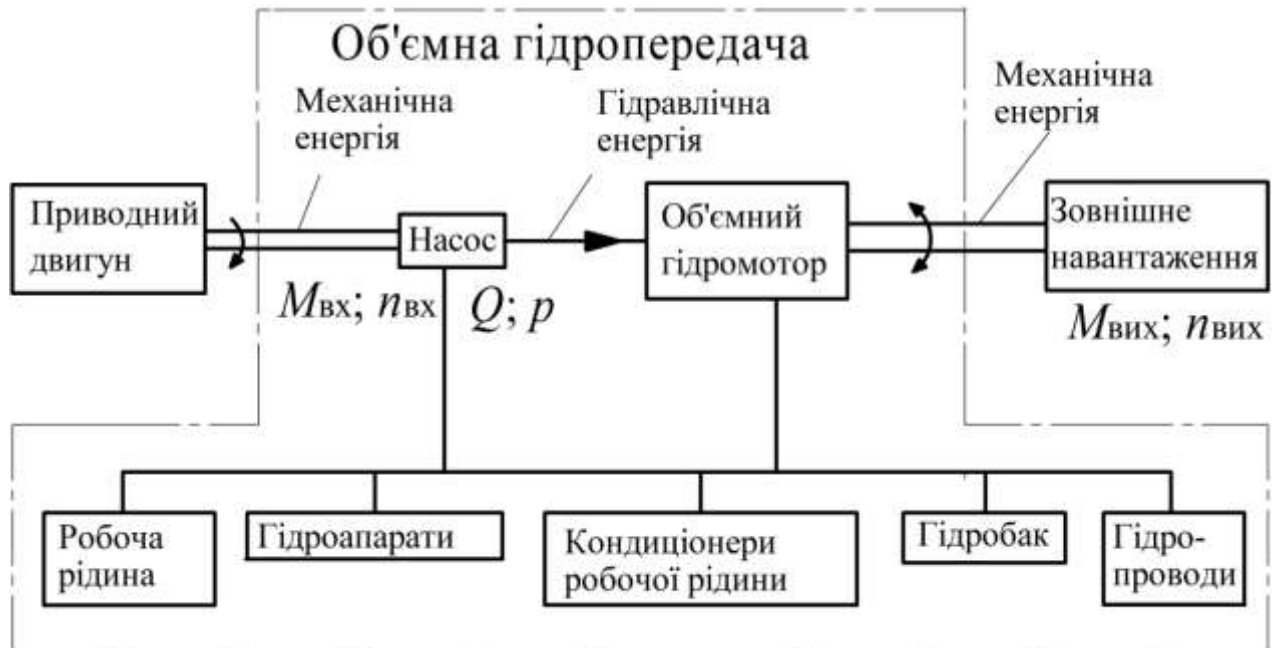 Об'ємна гідропередача
Механічна
енергія
Гідравлічна
енергія
Механічна
енергія
Приводний
двигун
Насос
Об'ємний
гідромотор
Зовнішне
навантаження
Mвх; nвх
Q; p
Mвих; nвих
Робоча
рідина
Гідроапарати
Кондиціонери
робочої рідини
Гідробак
Гідро-
проводи